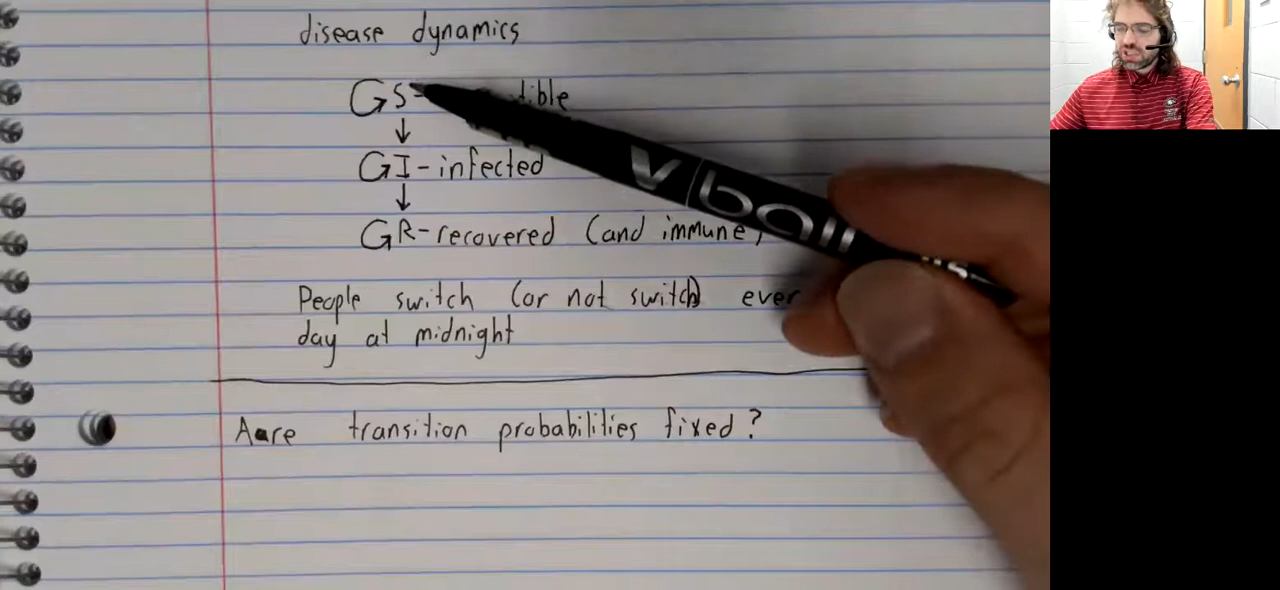 disease dynamics
GS-
GI-infected
GR-recovered (and immune)
People switch (or not switch)
day at midnight
Aare transition probabilities fixed?
V ball